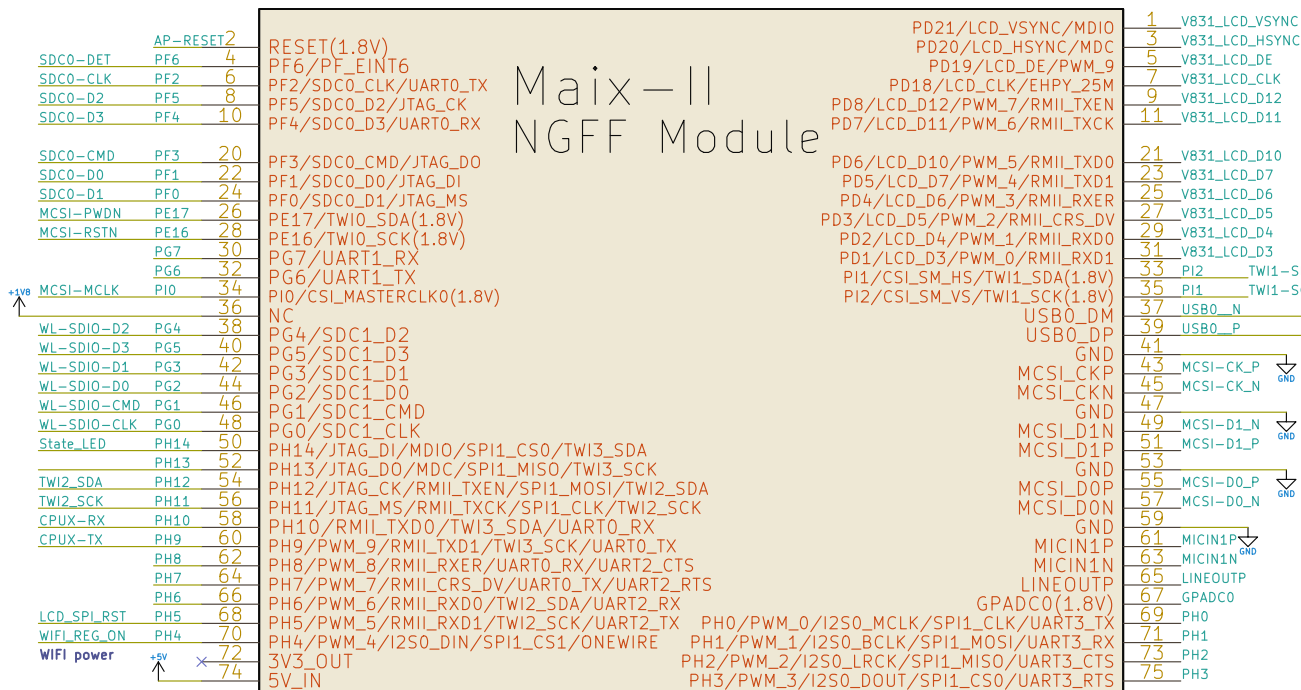 Maix-II
NGFF Module
AP-RESET 2 RESET(1.8V)
SDC0-DET PF6 4 PF6/PF_EINT6
SDC0-CLK PF2 6 PF2/SDC0_CLK/UART0_TX
SDC0-D2 PF5 8 PF5/SDC0_D2/JTAG_CK
SDC0-D3 PF4 10 PF4/SDC0_D3/UART0_RX
SDC0-CMD PF3 20 PF3/SDC0_CMD/JTAG_DO
SDC0-D0 PF1 22 PF1/SDC0_D0/JTAG_DI
SDC0-D1 PF0 24 PF0/SDC0_D1/JTAG_MS
MCSI-PWDN PE17 26 PE17/TWI0_SDA(1.8V)
MCSI-RSTN PE16 28 PE16/TWI0_SCK(1.8V)
PG7 30 PG7/UART1_RX
PG6 32 PG6/UART1_TX
MCSI-MCLK PI0 34 PI0/CSI_MASTERCLK0(1.8V)
+1V8 36 NC
WL-SDIO-D2 PG4 38 PG4/SDC1_D2
WL-SDIO-D3 PG5 40 PG5/SDC1_D3
WL-SDIO-D1 PG3 42 PG3/SDC1_D1
WL-SDIO-D0 PG2 44 PG2/SDC1_D0
WL-SDIO-CMD PG1 46 PG1/SDC1_CMD
WL-SDIO-CLK PG0 48 PG0/SDC1_CLK
State_LED PH14 50 PH14/JTAG_DI/MDIO/SPI1_CS0/TWI3_SDA
PH13 52 PH13/JTAG_DO/MDC/SPI1_MISO/TWI3_SCK
TWI2_SDA PH12 54 PH12/JTAG_CK/RMII_TXEN/SPI1_MOSI/TWI2_SDA
TWI2_SCK PH11 56 PH11/JTAG_MS/RMII_TXCK/SPI1_CLK/TWI2_SCK
CPUX-RX PH10 58 PH10/RMII_TXD0/TWI3_SDA/UART0_RX
CPUX-TX PH9 60 PH9/PWM_9/RMII_TXD1/TWI3_SCK/UART0_TX
PH8 62 PH8/PWM_8/RMII_RXER/UART0_RX/UART2_CTS
PH7 64 PH7/PWM_7/RMII_CRS_DV/UART0_TX/UART2_RTS
PH6 66 PH6/PWM_6/RMII_RXD0/TWI2_SDA/UART2_RX
LCD_SPI_RST PH5 68 PH5/PWM_5/RMII_RXD1/TWI2_SCK/UART2_TX
WIFI_REG_ON PH4 70 PH4/PWM_4/I2S0_DIN/SPI1_CS1/ONEWIRE
WIFI power 72 3V3_OUT
+5V 74 5V_IN
PD21/LCD_VSYNC/MDIO 1 V831_LCD_VSYNC
PD20/LCD_HSYNC/MDC 3 V831_LCD_HSYNC
PD19/LCD_DE/PWM_9 5 V831_LCD_DE
PD18/LCD_CLK/EHPY_25M 7 V831_LCD_CLK
PD8/LCD_D12/PWM_7/RMII_TXEN 9 V831_LCD_D12
PD7/LCD_D11/PWM_6/RMII_TXCK 11 V831_LCD_D11
PD6/LCD_D10/PWM_5/RMII_TXD0 21 V831_LCD_D10
PD5/LCD_D7/PWM_4/RMII_TXD1 23 V831_LCD_D7
PD4/LCD_D6/PWM_3/RMII_RXER 25 V831_LCD_D6
PD3/LCD_D5/PWM_2/RMII_CRS_DV 27 V831_LCD_D5
PD2/LCD_D4/PWM_1/RMII_RXD0 29 V831_LCD_D4
PD1/LCD_D3/PWM_0/RMII_RXD1 31 V831_LCD_D3
PI1/CSI_SM_HS/TWI1_SDA(1.8V) 33 PI2 TWI1-S
PI2/CSI_SM_VS/TWI1_SCK(1.8V) 35 PI1 TWI1-S
USB0_DM 37 USB0__N
USB0_DP 39 USB0__P
GND 41 GND
MCSI_CKP 43 MCSI-CK_P
MCSI_CKN 45 MCSI-CK_N
GND 47 GND
MCSI_D1N 49 MCSI-D1_N
MCSI_D1P 51 MCSI-D1_P
GND 53 GND
MCSI_D0P 55 MCSI-D0_P
MCSI_D0N 57 MCSI-D0_N
GND 59 GND
MICIN1P 61 MICIN1P
MICIN1N 63 MICIN1N
LINEOUTP 65 LINEOUTP
GPADC0(1.8V) 67 GPADC0
PH0/PWM_0/I2S0_MCLK/SPI1_CLK/UART3_TX 69 PH0
PH1/PWM_1/I2S0_BCLK/SPI1_MOSI/UART3_RX 71 PH1
PH2/PWM_2/I2S0_LRCK/SPI1_MISO/UART3_CTS 73 PH2
PH3/PWM_3/I2S0_DOUT/SPI1_CS0/UART3_RTS 75 PH3